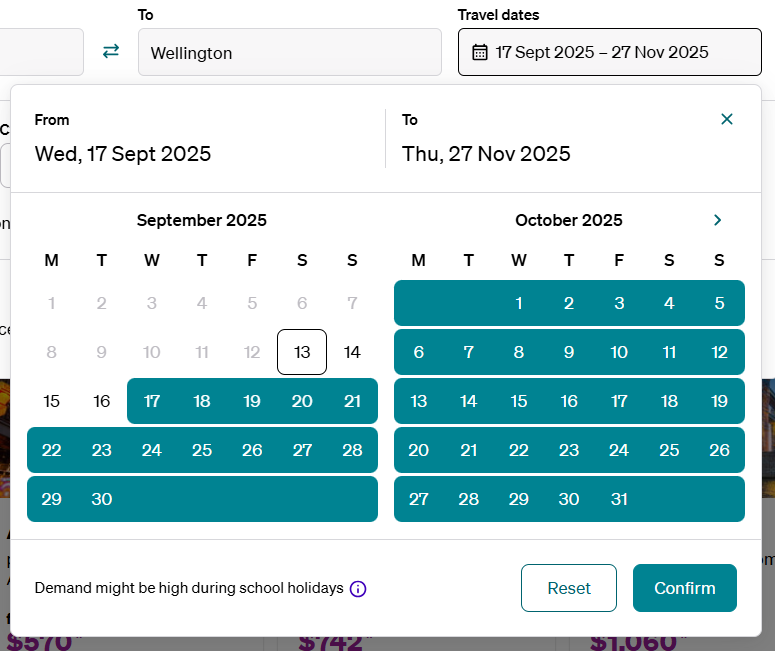 To
Travel dates
Wellington
17 Sept 2025 – 27 Nov 2025
From
To
Wed, 17 Sept 2025
Thu, 27 Nov 2025
September 2025
October 2025
M T W T F S S
M T W T F S S
1 2 3 4 5 6 7
1 2 3 4 5
8 9 10 11 12 13 14
6 7 8 9 10 11 12
15 16 17 18 19 20 21
13 14 15 16 17 18 19
22 23 24 25 26 27 28
20 21 22 23 24 25 26
29 30
27 28 29 30 31
Demand might be high during school holidays
Reset
Confirm
$570
$742
$1,060